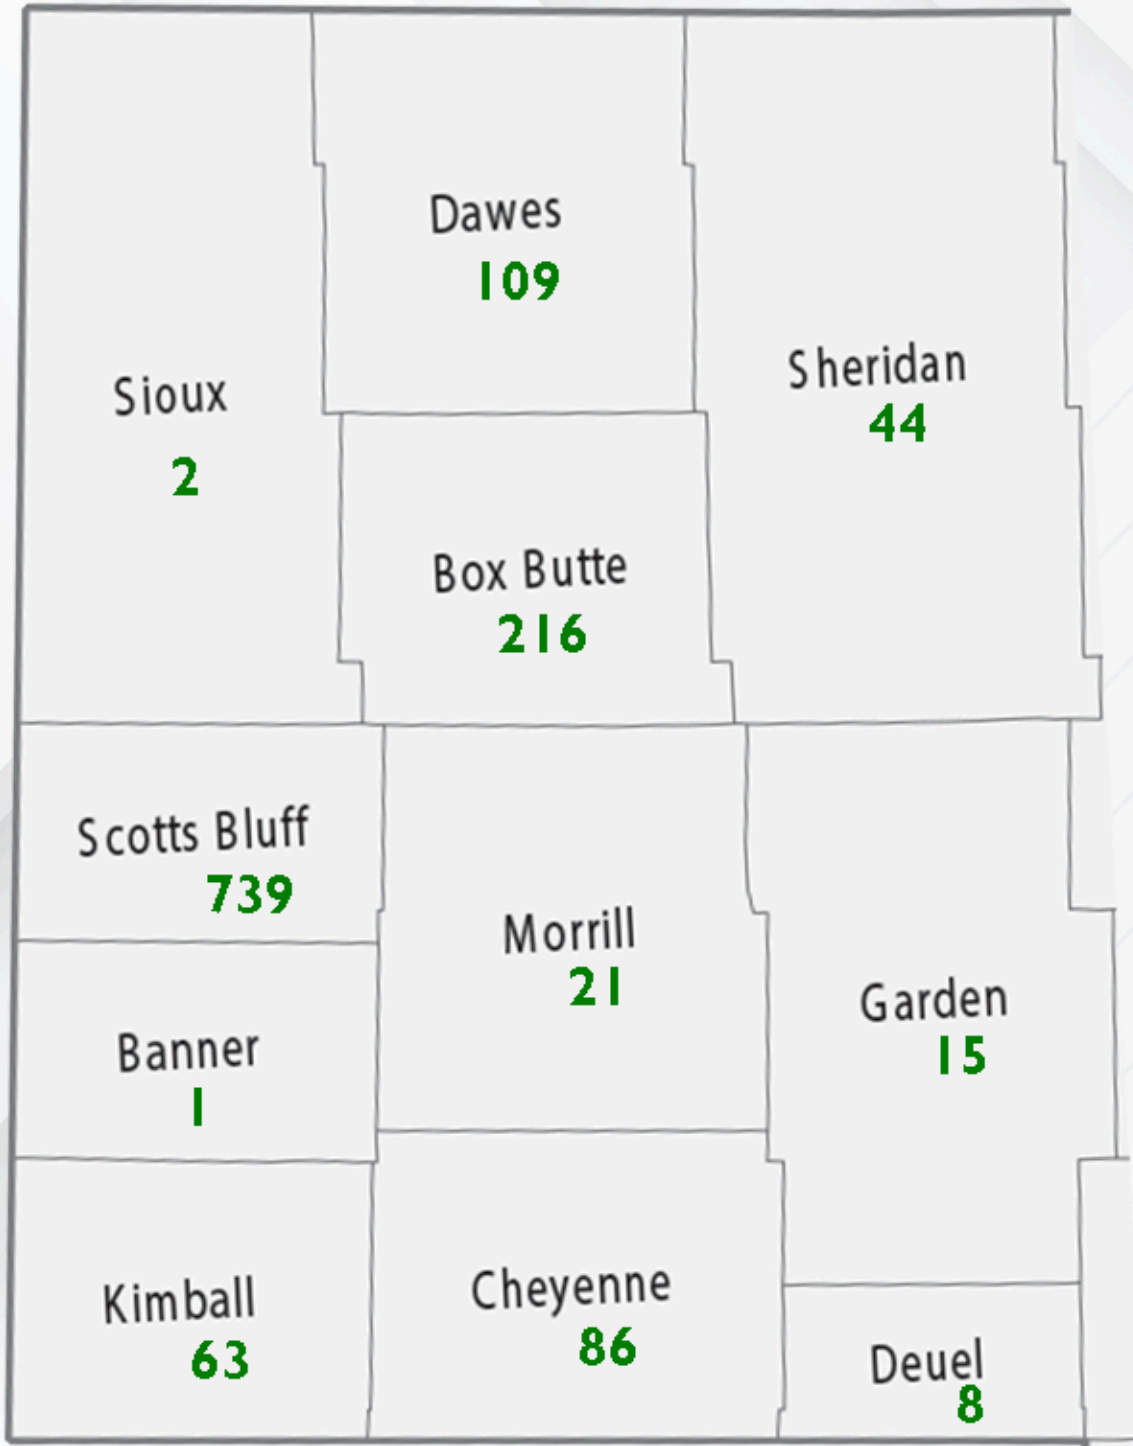 Dawes
109
Sheridan
44
Sioux
2
Box Butte
216
Scotts Bluff
739
Morrill
21
Garden
15
Banner
1
Kimball
63
Cheyenne
86
Deuel
8